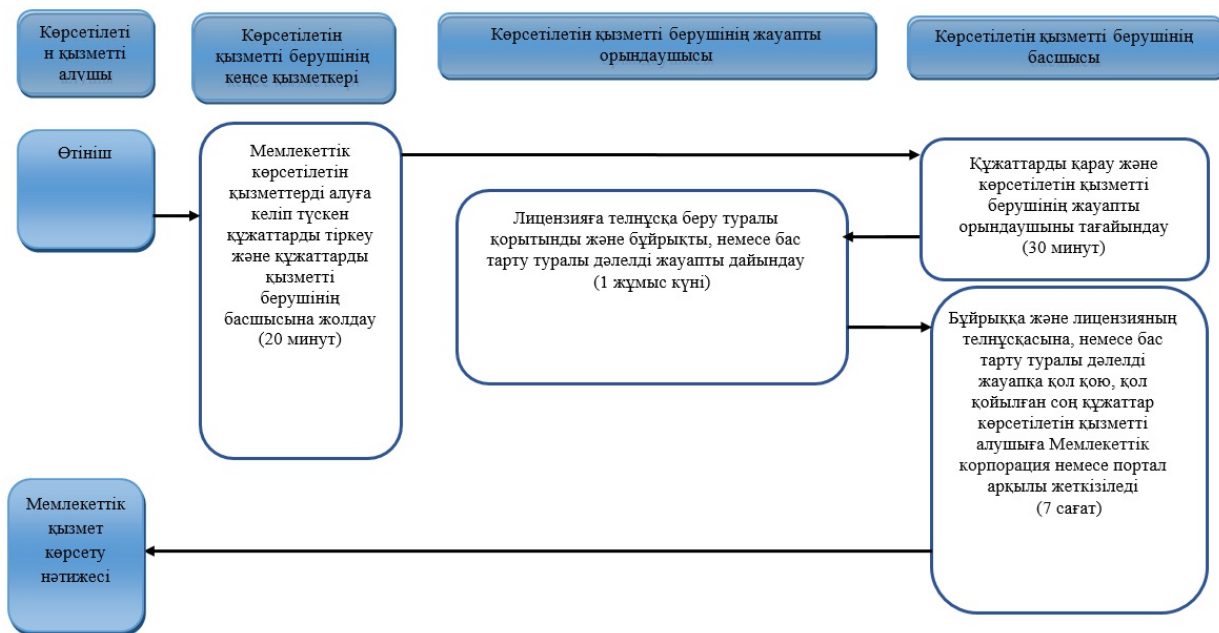 Көрсетілеті
н қызметті
алушы
Көрсетілетін
қызметті берушінің
кеңсе қызметкері
Көрсетілетін қызметті берушінің жауапты
орындаушысы
Көрсетілетін қызметті берушінің
басшысы
Өтініш
Мемлекеттік
көрсетілетін
қызметтерді алуға
келіп түскен
құжаттарды тіркеу
және құжаттарды
қызметті
берушінің
басшысына жолдау
(20 минут)
Лицензияға телнұсқа беру туралы
қорытынды және бұйрықты, немесе бас
тарту туралы дәлелді жауапты дайындау
(1 жұмыс күні)
Құжаттарды қарау және
көрсетілетін қызметті
берушінің жауапты
орындаушыны тағайындау
(30 минут)
Бұйрыққа және лицензияның
телнұсқасына, немесе бас
тарту туралы дәлелді
жауапқа қол қою, қол
қойылған соң құжаттар
көрсетілетін қызметті
алушыға Мемлекеттік
корпорация немесе портал
арқылы жеткізіледі
(7 сағат)
Мемлекеттік
қызмет
көрсету
нәтижесі